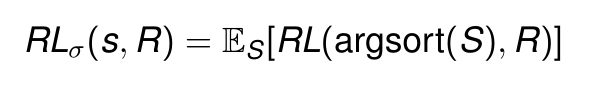 RL_σ(s, R) = 𝔼_S[RL(argsort(S), R)]